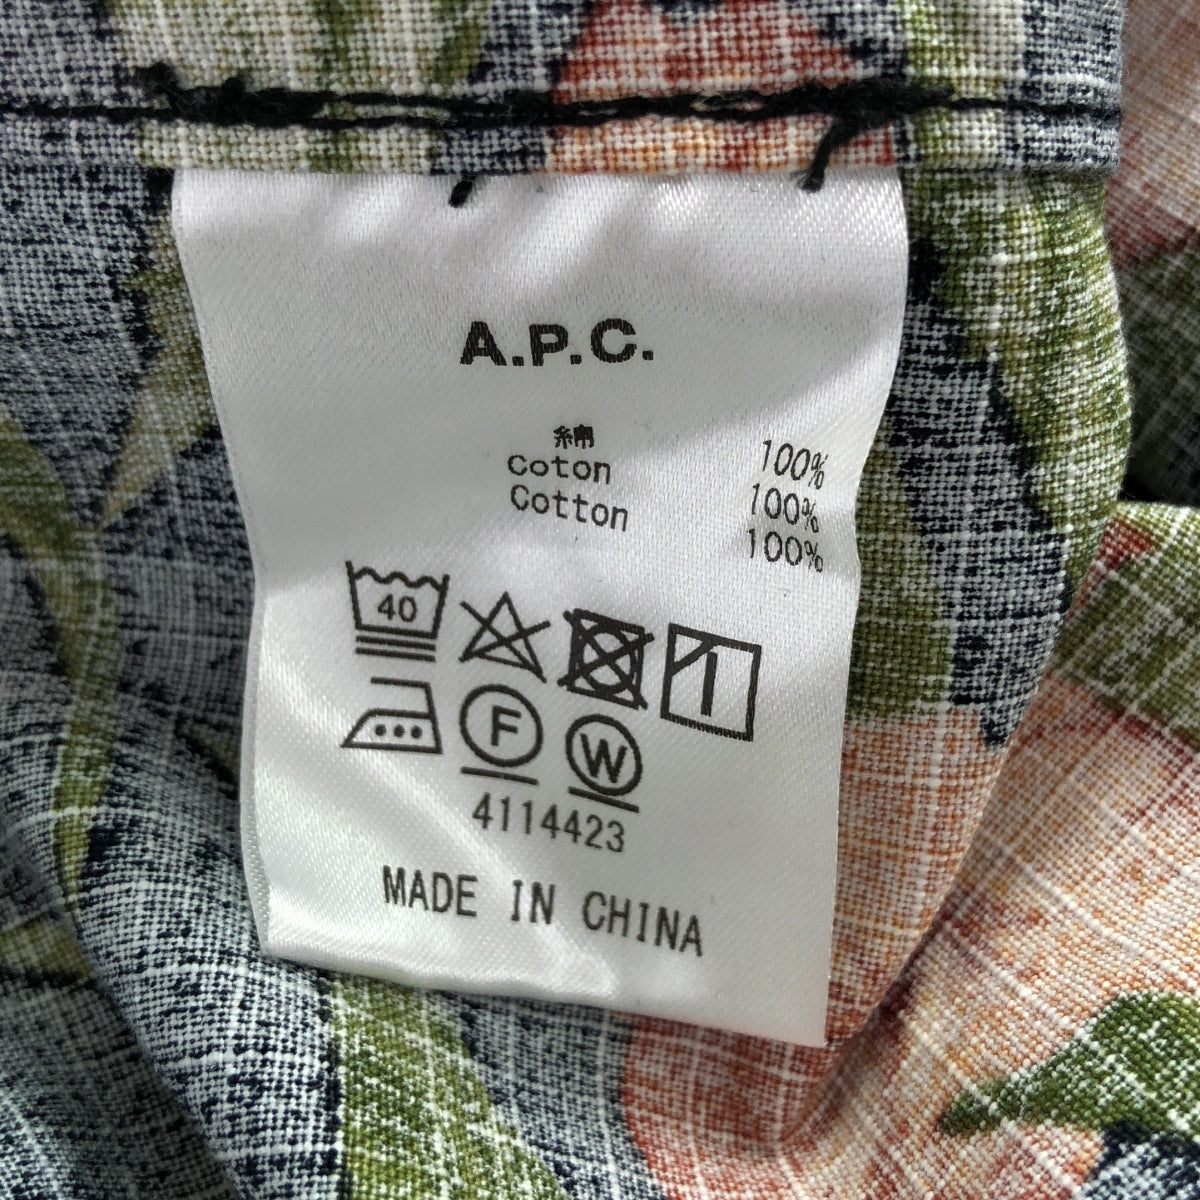 A.P.C.
綿 100%
coton 100%
Cotton 100%
40
F W
4114423
MADE IN CHINA